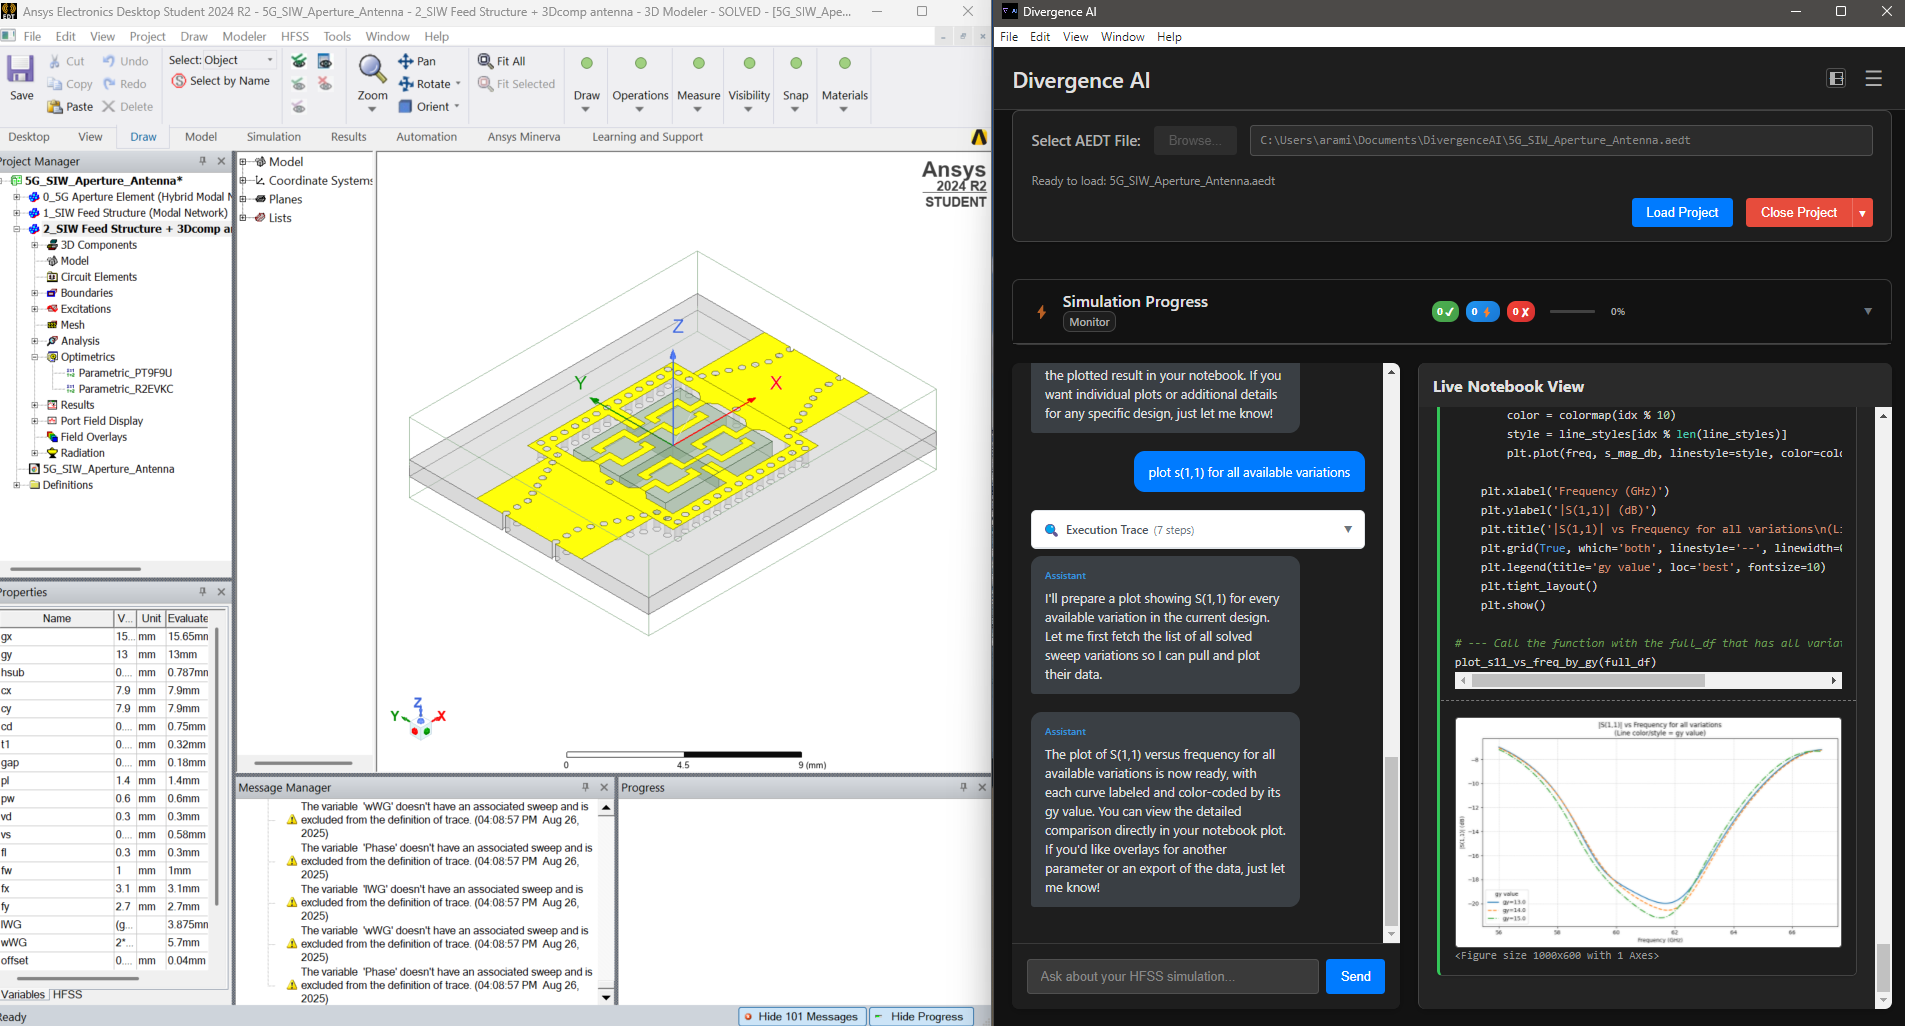 Ansys Electronics Desktop Student 2024 R2 - 5G_SIW_Aperture_Antenna - 2_SIW Feed Structure + 3Dcomp antenna - 3D Modeler - SOLVED - [5G_SIW_Ape...
File Edit View Project Draw Modeler HFSS Tools Window Help
Save
Cut
Copy
Paste
Undo
Redo
Delete
Select: Object
Select by Name
Zoom
Pan
Rotate
Orient
Fit All
Fit Selected
Draw
Operations
Measure
Visibility
Snap
Materials
Desktop View Draw Model Simulation Results Automation Ansys Minerva Learning and Support
Project Manager
5G_SIW_Aperture_Antenna*
0_5G Aperture Element (Hybrid Modal N
1_SIW Feed Structure (Modal Network)
2_SIW Feed Structure + 3Dcomp ar
3D Components
Model
Circuit Elements
Boundaries
Excitations
Mesh
Analysis
Optimetrics
Parametric_PT9F9U
Parametric_R2EVKC
Results
Port Field Display
Field Overlays
Radiation
5G_SIW_Aperture_Antenna
Definitions
Properties
Name V... Unit Evaluate
gx 15... mm 15.65mm
gy 13 mm 13mm
hsub 0.... mm 0.787mn
cx 7.9 mm 7.9mm
cy 7.9 mm 7.9mm
cd 0.... mm 0.75mm
t1 0.... mm 0.32mm
gap 0.... mm 0.18mm
pl 1.4 mm 1.4mm
pw 0.6 mm 0.6mm
vd 0.3 mm 0.3mm
vs 0.... mm 0.58mm
fl 0.3 mm 0.3mm
fw 1 mm 1mm
fx 3.1 mm 3.1mm
fy 2.7 mm 2.7mm
lWG (g... 3.875mn
wWG 2*... 5.7mm
offset 0.... mm 0.04mm
Variables HFSS
Ready
Model
Coordinate Systems
Planes
Lists
Ansys
2024 R2
STUDENT
Z
Y
X
Z
Y
X
0 4.5 9 (mm)
Message Manager
The variable 'wWG' doesn't have an associated sweep and is
excluded from the definition of trace. (04:08:57 PM Aug 26,
2025)
The variable 'Phase' doesn't have an associated sweep and is
excluded from the definition of trace. (04:08:57 PM Aug 26,
2025)
The variable 'lWG' doesn't have an associated sweep and is
excluded from the definition of trace. (04:08:57 PM Aug 26,
2025)
The variable 'wWG' doesn't have an associated sweep and is
excluded from the definition of trace. (04:08:57 PM Aug 26,
2025)
The variable 'Phase' doesn't have an associated sweep and is
excluded from the definition of trace. (04:08:57 PM Aug 26,
2025)
Progress
Hide 101 Messages
Hide Progress
Divergence AI
File Edit View Window Help
Divergence AI
Select AEDT File: Browse... C:\Users\arami\Documents\DivergenceAI\5G_SIW_Aperture_Antenna.aedt
Ready to load: 5G_SIW_Aperture_Antenna.aedt
Load Project
Close Project
Simulation Progress
Monitor
0 0 0 0%
the plotted result in your notebook. If you
want individual plots or additional details
for any specific design, just let me know!
plot s(1,1) for all available variations
Execution Trace (7 steps)
Assistant
I'll prepare a plot showing S(1,1) for every
available variation in the current design.
Let me first fetch the list of all solved
sweep variations so I can pull and plot
their data.
Assistant
The plot of S(1,1) versus frequency for all
available variations is now ready, with
each curve labeled and color-coded by its
gy value. You can view the detailed
comparison directly in your notebook plot.
If you'd like overlays for another
parameter or an export of the data, just let
me know!
Ask about your HFSS simulation...
Send
Live Notebook View
color = colormap(idx % 10)
style = line_styles[idx % len(line_styles)]
plt.plot(freq, s_mag_db, linestyle=style, color=colo
plt.xlabel('Frequency (GHz)')
plt.ylabel('|S(1,1)| (dB)')
plt.title('|S(1,1)| vs Frequency for all variations\n(Li
plt.grid(True, which='both', linestyle='--', linewidth=0
plt.legend(title='gy value', loc='best', fontsize=10)
plt.tight_layout()
plt.show()
# --- Call the function with the full_df that has all variat
plot_s11_vs_freq_by_gy(full_df)
|S(1,1)| vs Frequency for all variations
(Line color/style = gy value)
|S(1,1)| (dB)
-8
-10
-12
-14
-16
-18
-20
gy value
gy=13.0
gy=14.0
gy=15.0
56 58 60 62 64 66
Frequency (GHz)
<Figure size 1000x600 with 1 Axes>